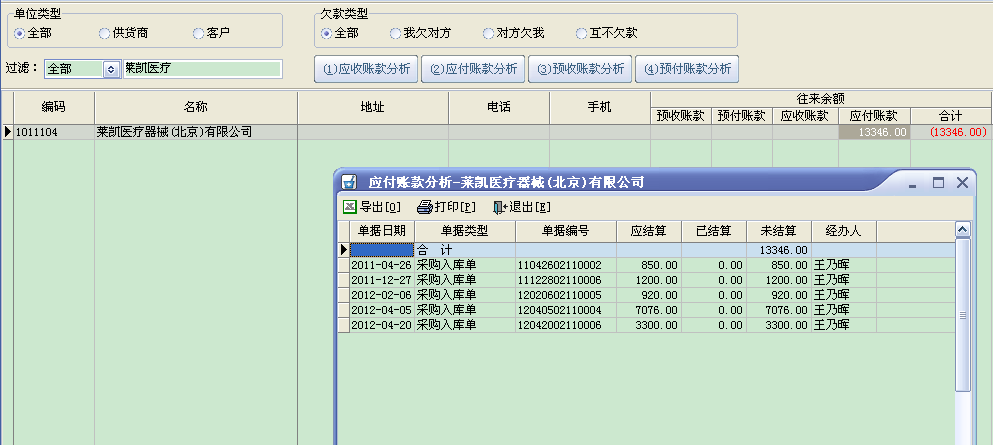 单位类型 欠款类型
全部 供货商 客户 全部 我欠对方 对方欠我 互不欠款
过滤： 全部 莱凯医疗 (1)应收账款分析 (2)应付账款分析 (3)预收账款分析 (4)预付账款分析
编码 名称 地址 电话 手机 往来余额
预收账款 预付账款 应收账款 应付账款 合计
1011104 莱凯医疗器械(北京)有限公司 13346.00 (13346.00)
应付账款分析-莱凯医疗器械(北京)有限公司
导出[O] 打印[P] 退出[E]
单据日期 单据类型 单据编号 应结算 已结算 未结算 经办人
合 计 13346.00
2011-04-26 采购入库单 11042602110002 850.00 0.00 850.00 王乃晖
2011-12-27 采购入库单 11122802110006 1200.00 0.00 1200.00 王乃晖
2012-02-06 采购入库单 12020602110005 920.00 0.00 920.00 王乃晖
2012-04-05 采购入库单 12040502110004 7076.00 0.00 7076.00 王乃晖
2012-04-20 采购入库单 12042002110006 3300.00 0.00 3300.00 王乃晖